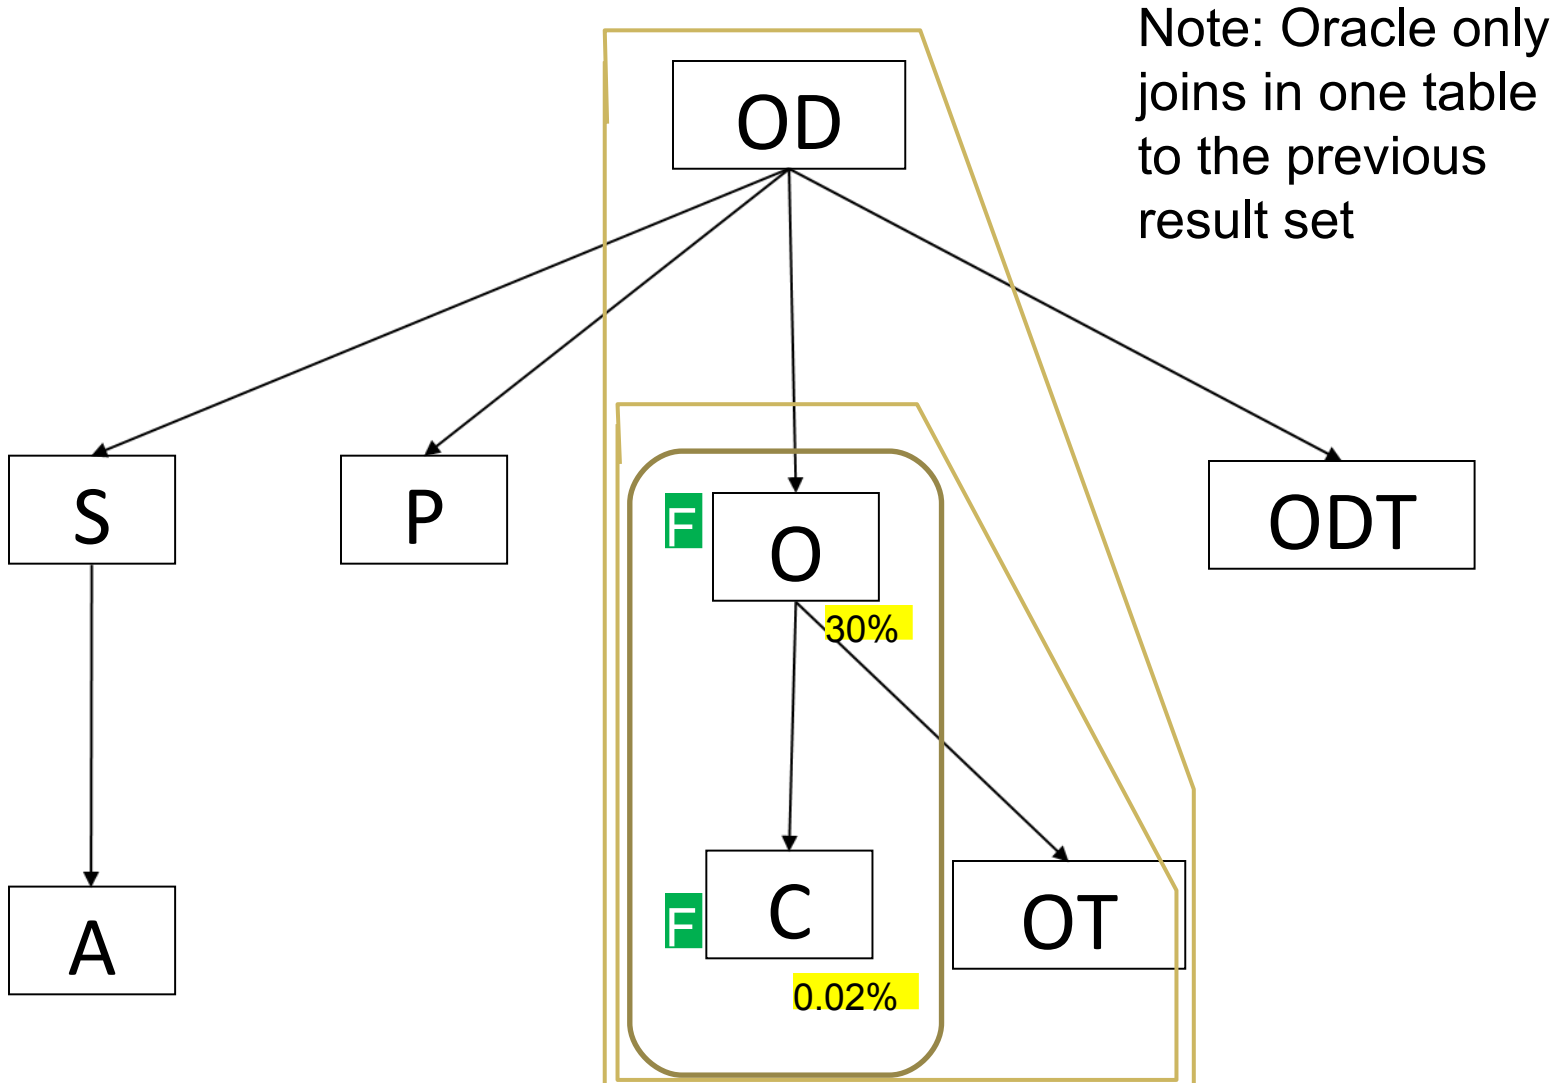 Note: Oracle only
joins in one table
to the previous
result set
OD
S
P
F
O
ODT
30%
A
F
C
OT
0.02%